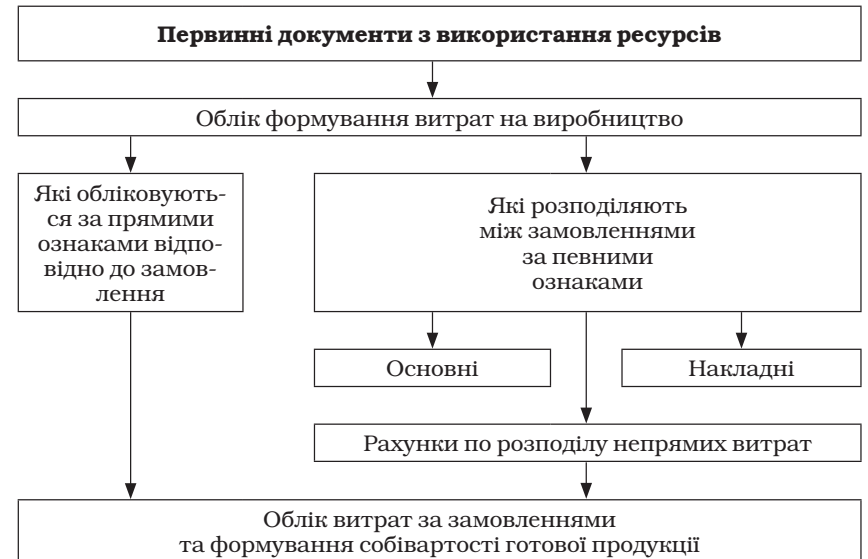 Первинні документи з використання ресурсів
Облік формування витрат на виробництво
Які обліковують-
ся за прямими
ознаками відпо-
відно до замов-
лення
Які розподіляють
між замовленнями
за певними
ознаками
Основні
Накладні
Рахунки по розподілу непрямих витрат
Облік витрат за замовленнями
та формування собівартості готової продукції